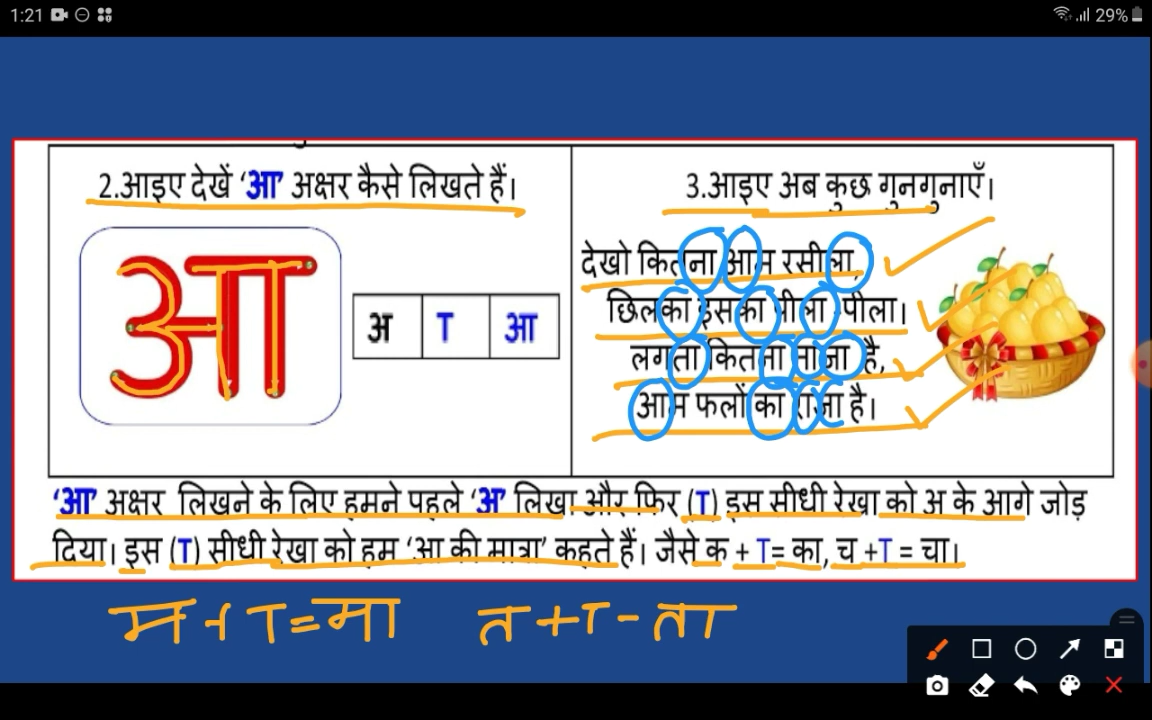 1:21
29%
2.आइए देखें ‘आ’ अक्षर कैसे लिखते हैं।
आ
अ T आ
3.आइए अब कुछ गुनगुनाएँ।
देखो कितना आम रसीला,
छिलका इसका पीला पीला।
लगता कितना ताजा है,
आम फलों का राजा है।
‘आ’ अक्षर लिखने के लिए हमने पहले ‘अ’ लिखा और फिर (T) इस सीधी रेखा को अ के आगे जोड़
दिया। इस (T) सीधी रेखा को हम ‘आ की मात्रा’ कहते हैं। जैसे क + T= का, च +T = चा।
म + T = मा त + T - ता